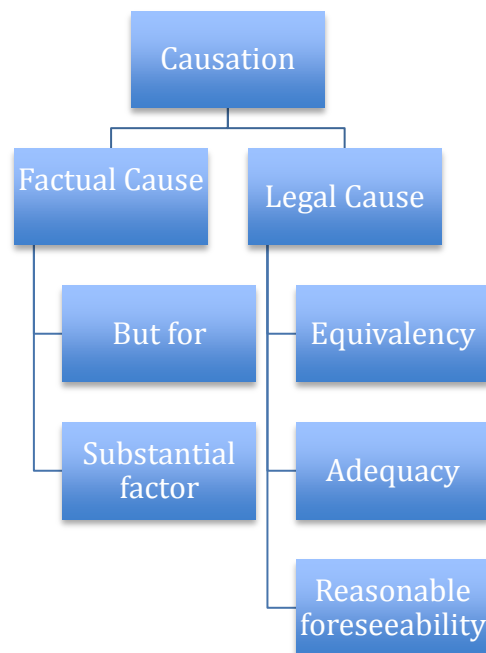 Causation
Factual Cause
Legal Cause
But for
Equivalency
Substantial
factor
Adequacy
Reasonable
foreseeability